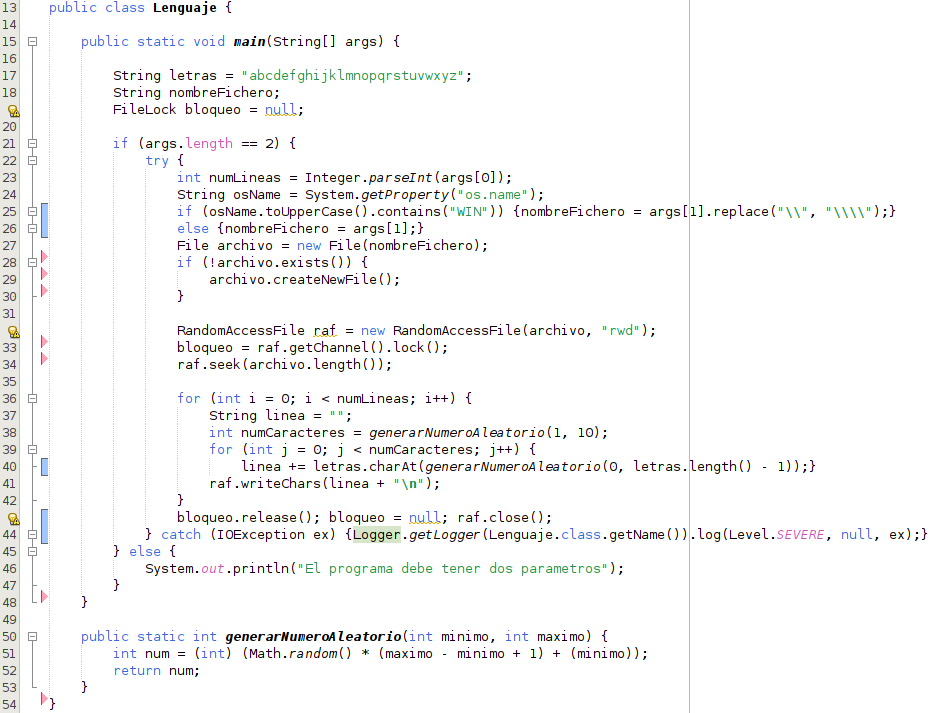 13 public class Lenguaje {
14
15     public static void main(String[] args) {
16
17         String letras = "abcdefghijklmnopqrstuvwxyz";
18         String nombreFichero;
        FileLock bloqueo = null;
20
21         if (args.length == 2) {
22             try {
23                 int numLineas = Integer.parseInt(args[0]);
24                 String osName = System.getProperty("os.name");
25                 if (osName.toUpperCase().contains("WIN")) {nombreFichero = args[1].replace("\\", "\\\\");}
26                 else {nombreFichero = args[1];}
27                 File archivo = new File(nombreFichero);
28                 if (!archivo.exists()) {
29                     archivo.createNewFile();
30                 }
31
                RandomAccessFile raf = new RandomAccessFile(archivo, "rwd");
33                 bloqueo = raf.getChannel().lock();
34                 raf.seek(archivo.length());
35
36                 for (int i = 0; i < numLineas; i++) {
37                     String linea = "";
38                     int numCaracteres = generarNumeroAleatorio(1, 10);
39                     for (int j = 0; j < numCaracteres; j++) {
40                         linea += letras.charAt(generarNumeroAleatorio(0, letras.length() - 1));}
41                     raf.writeChars(linea + "\n");
42                 }
                bloqueo.release(); bloqueo = null; raf.close();
44             } catch (IOException ex) {Logger.getLogger(Lenguaje.class.getName()).log(Level.SEVERE, null, ex);}
45         } else {
46             System.out.println("El programa debe tener dos parametros");
47         }
48     }
49
50     public static int generarNumeroAleatorio(int minimo, int maximo) {
51         int num = (int) (Math.random() * (maximo - minimo + 1) + (minimo));
52         return num;
53     }
54 }